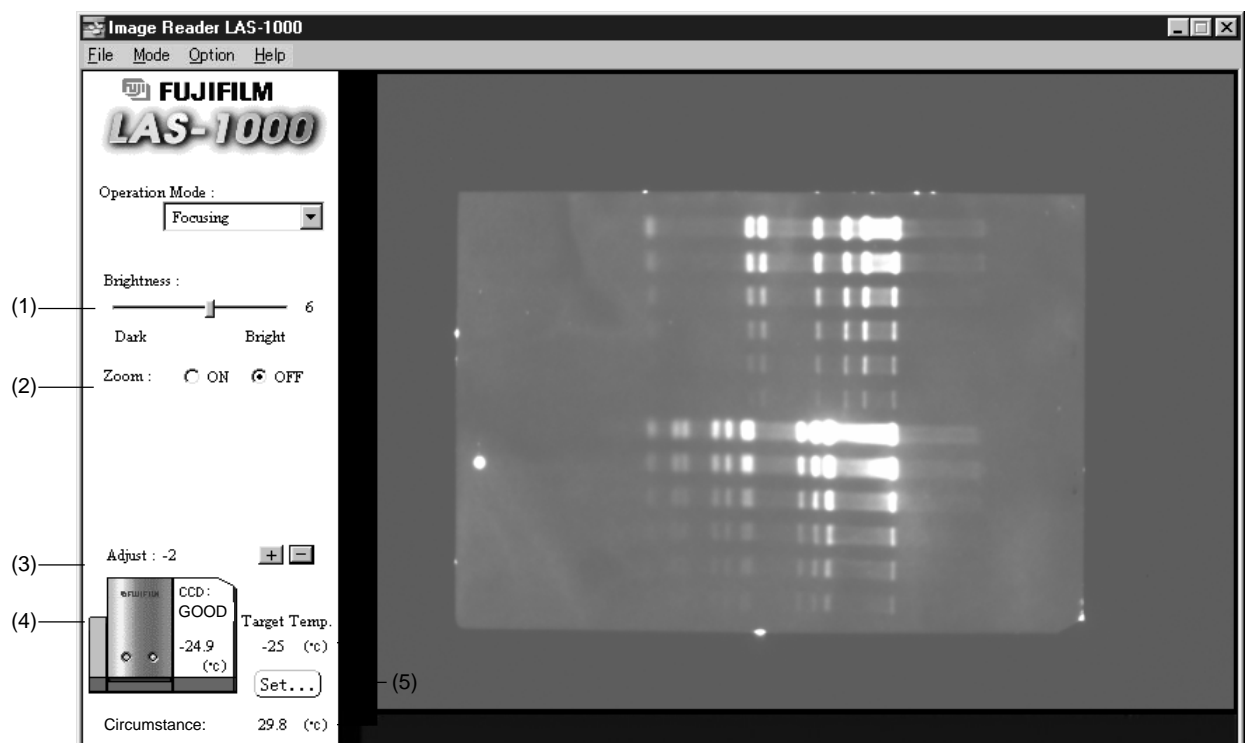 Image Reader LAS-1000
File Mode Option Help
FUJI FUJIFILM
LAS-1000
Operation Mode :
Focusing
Brightness :
(1) 6
Dark Bright
(2) Zoom : ON OFF
(3) Adjust : -2 + -
FUJIFILM CCD :
GOOD
(4) Target Temp.
-24.9 (°c) -25 (°c)
Set... (5)
Circumstance: 29.8 (°c)